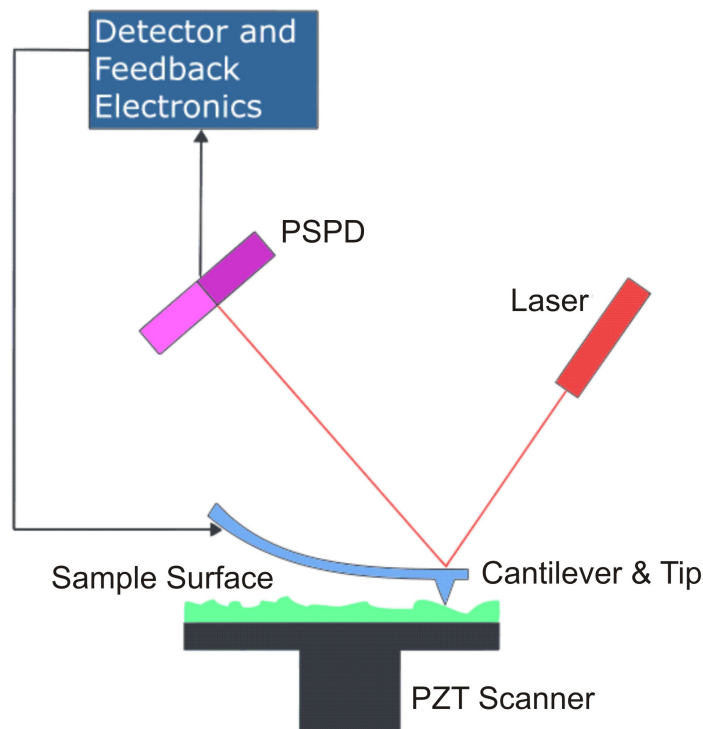 Detector and
Feedback
Electronics
PSPD
Laser
Sample Surface
Cantilever & Tip
PZT Scanner